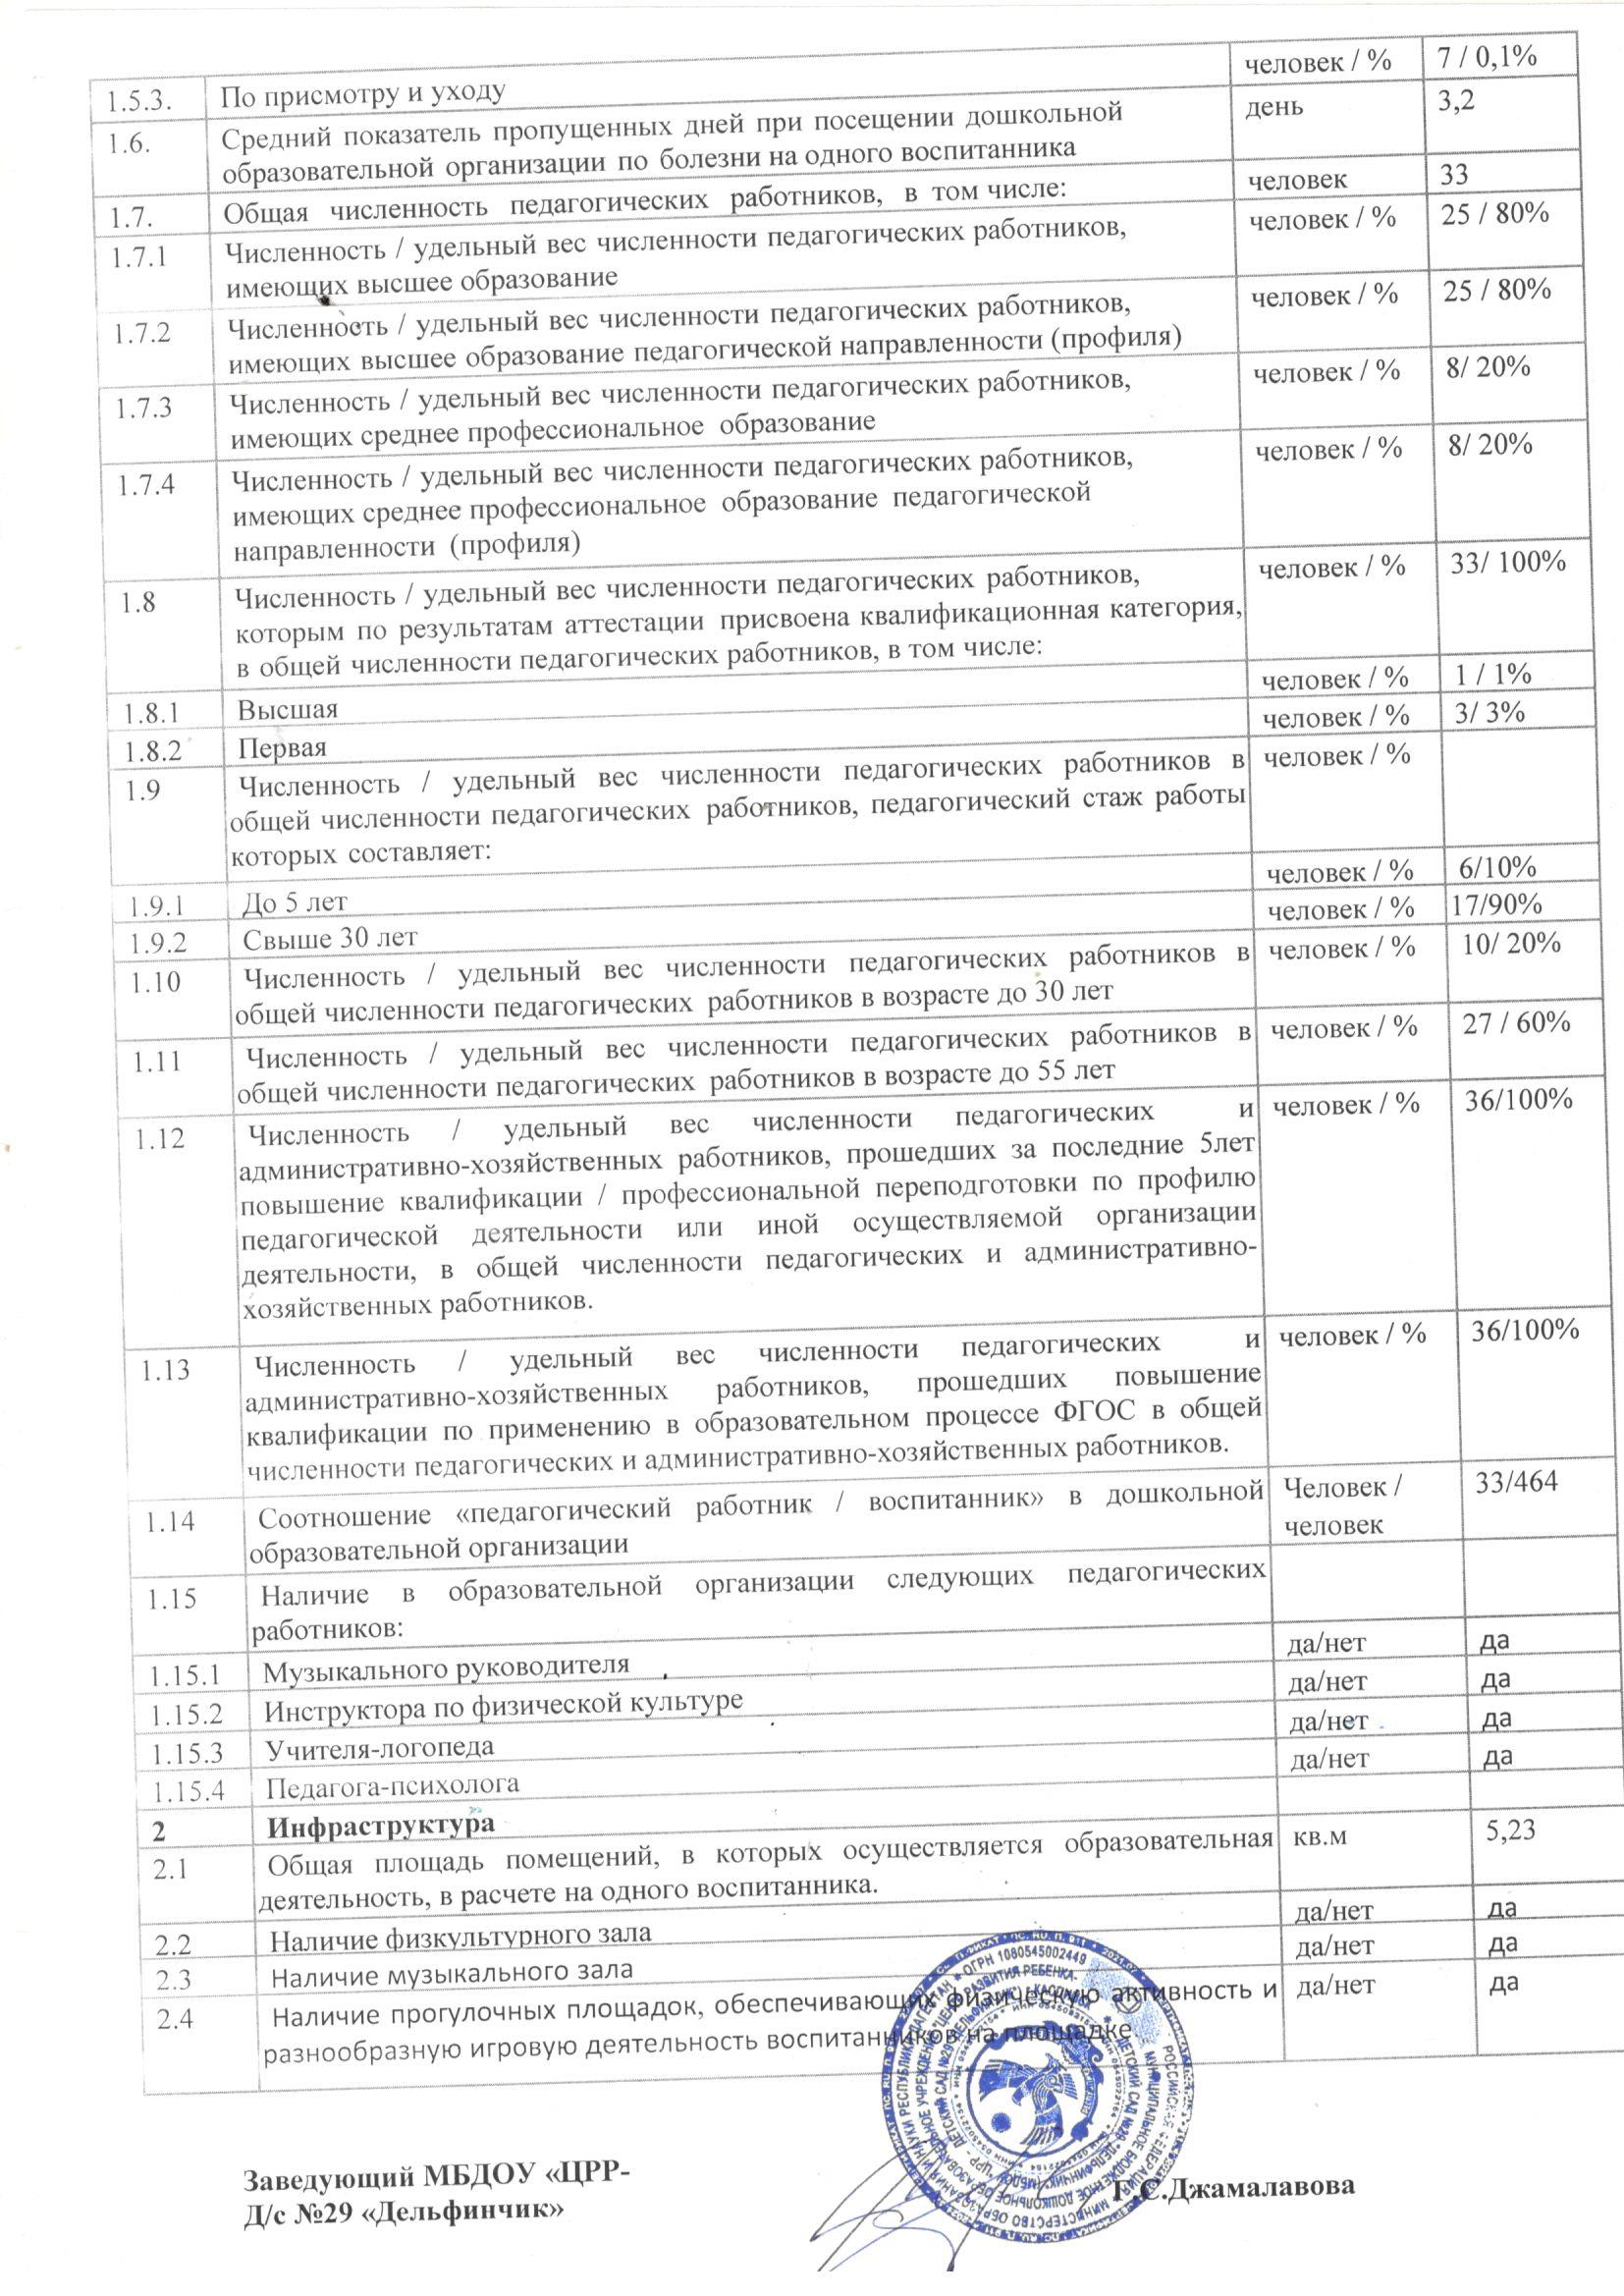 1.5.3. По присмотру и уходу человек / % 7 / 0,1%
1.6. Средний показатель пропущенных дней при посещении дошкольной день 3,2
образовательной организации по болезни на одного воспитанника
1.7. Общая численность педагогических работников, в том числе: человек 33
1.7.1 Численность / удельный вес численности педагогических работников, человек / % 25 / 80%
имеющих высшее образование
1.7.2 Численность / удельный вес численности педагогических работников, человек / % 25 / 80%
имеющих высшее образование педагогической направленности (профиля)
1.7.3 Численность / удельный вес численности педагогических работников, человек / % 8/ 20%
имеющих среднее профессиональное образование
1.7.4 Численность / удельный вес численности педагогических работников, человек / % 8/ 20%
имеющих среднее профессиональное образование педагогической
направленности (профиля)
1.8 Численность / удельный вес численности педагогических работников, человек / % 33/ 100%
которым по результатам аттестации присвоена квалификационная категория,
в общей численности педагогических работников, в том числе:
1.8.1 Высшая человек / % 1 / 1%
1.8.2 Первая человек / % 3/ 3%
1.9 Численность / удельный вес численности педагогических работников в человек / %
общей численности педагогических работников, педагогический стаж работы
которых составляет:
1.9.1 До 5 лет человек / % 6/10%
1.9.2 Свыше 30 лет человек / % 17/90%
1.10 Численность / удельный вес численности педагогических работников в человек / % 10/ 20%
общей численности педагогических работников в возрасте до 30 лет
1.11 Численность / удельный вес численности педагогических работников в человек / % 27 / 60%
общей численности педагогических работников в возрасте до 55 лет
1.12 Численность / удельный вес численности педагогических и человек / % 36/100%
административно-хозяйственных работников, прошедших за последние 5лет
повышение квалификации / профессиональной переподготовки по профилю
педагогической деятельности или иной осуществляемой организации
деятельности, в общей численности педагогических и административно-
хозяйственных работников.
1.13 Численность / удельный вес численности педагогических и человек / % 36/100%
административно-хозяйственных работников, прошедших повышение
квалификации по применению в образовательном процессе ФГОС в общей
численности педагогических и административно-хозяйственных работников.
1.14 Соотношение «педагогический работник / воспитанник» в дошкольной Человек / 33/464
образовательной организации человек
1.15 Наличие в образовательной организации следующих педагогических
работников:
1.15.1 Музыкального руководителя да/нет да
1.15.2 Инструктора по физической культуре да/нет да
1.15.3 Учителя-логопеда да/нет да
1.15.4 Педагога-психолога да/нет да
2 Инфраструктура
2.1 Общая площадь помещений, в которых осуществляется образовательная кв.м 5,23
деятельность, в расчете на одного воспитанника.
2.2 Наличие физкультурного зала да/нет да
2.3 Наличие музыкального зала да/нет да
2.4 Наличие прогулочных площадок, обеспечивающих физическую активность и да/нет да
разнообразную игровую деятельность воспитанников на площадке
ОГРН 1080545002449
Заведующий МБДОУ «ЦРР-
Д/с №29 «Дельфинчик» Г.С.Джамалавова